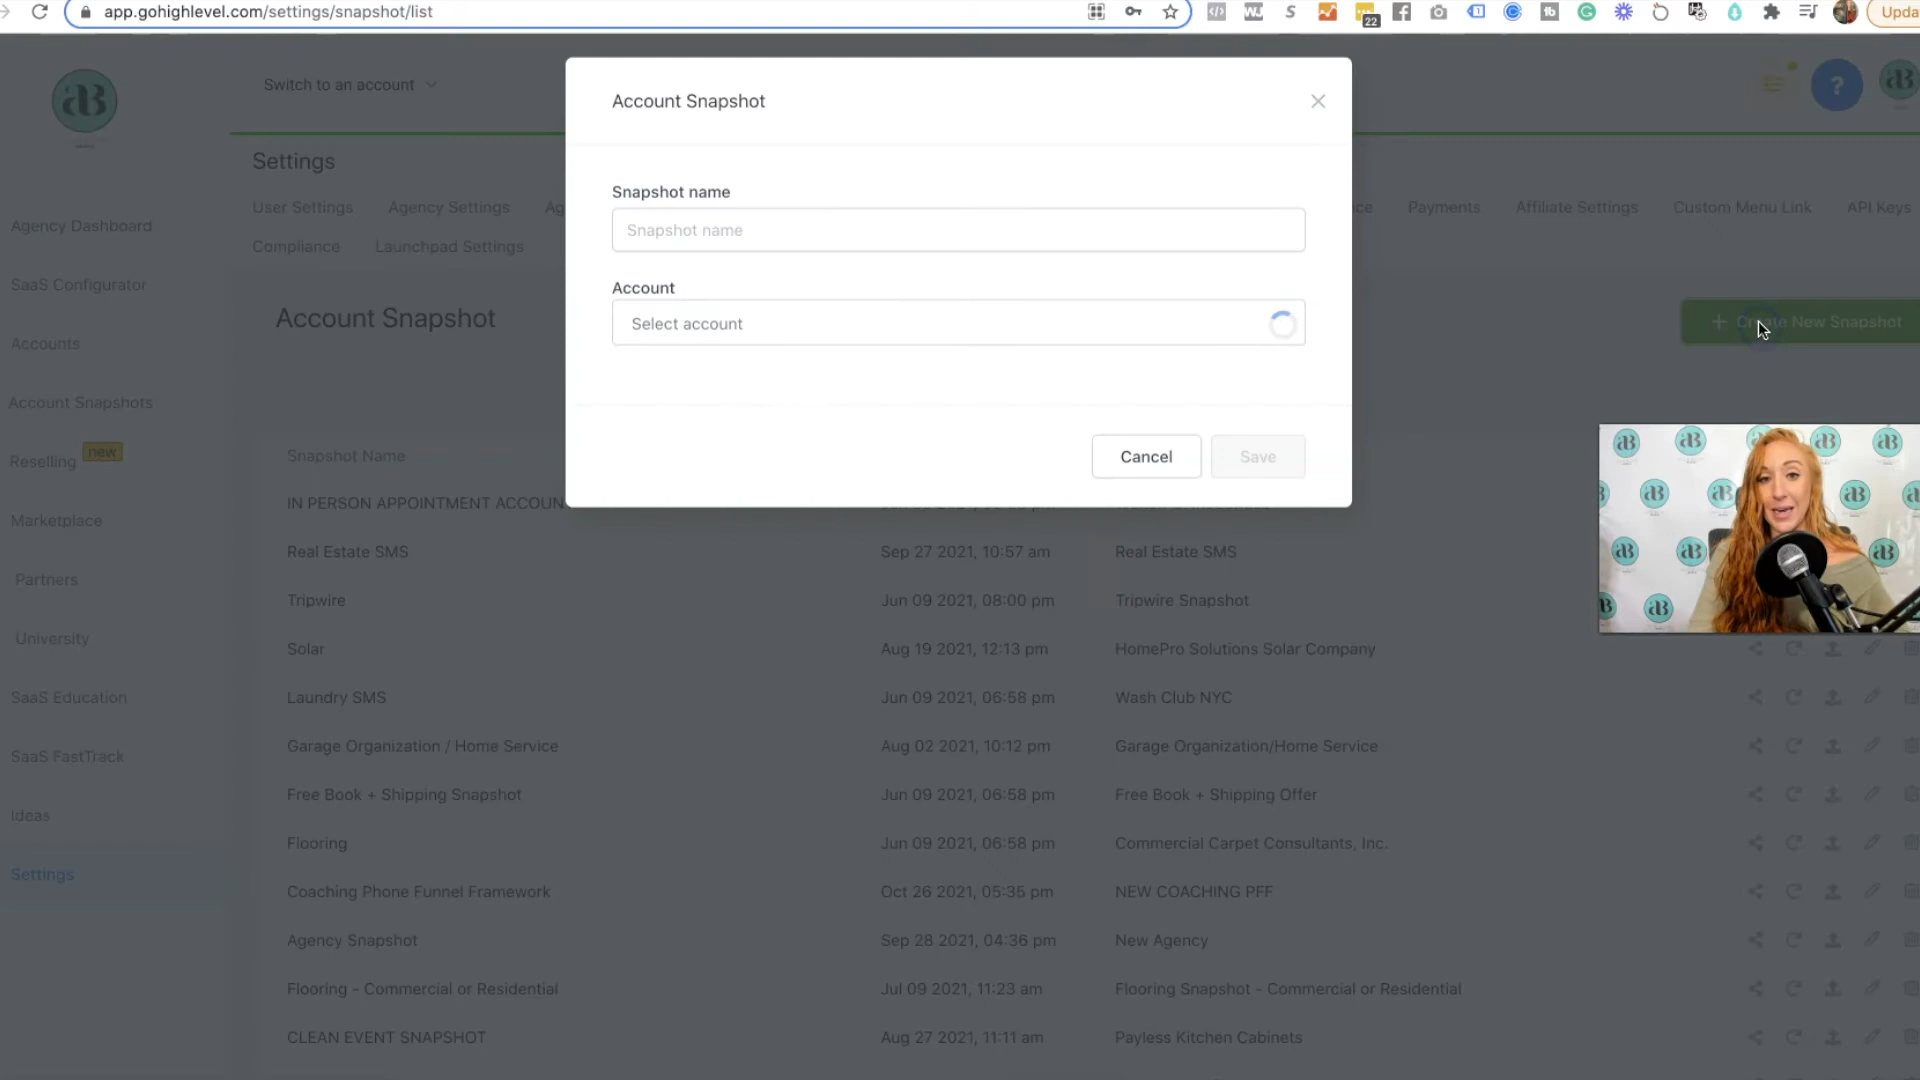 app.gohighlevel.com/settings/snapshot/list
22
Upda
aB
Switch to an account
?
aB
Account Snapshot
Settings
User Settings
Agency Settings
Ag
ce
Payments
Affiliate Settings
Custom Menu Link
API Keys
Compliance
Launchpad Settings
Snapshot name
Snapshot name
Account
Select account
Cancel
Save
Agency Dashboard
SaaS Configurator
Accounts
Account Snapshots
Reselling new
Marketplace
Partners
University
SaaS Education
SaaS FastTrack
Ideas
Settings
Account Snapshot
+ Create New Snapshot
Snapshot Name
IN PERSON APPOINTMENT ACCOUN
Real Estate SMS Sep 27 2021, 10:57 am Real Estate SMS
Tripwire Jun 09 2021, 08:00 pm Tripwire Snapshot
Solar Aug 19 2021, 12:13 pm HomePro Solutions Solar Company
Laundry SMS Jun 09 2021, 06:58 pm Wash Club NYC
Garage Organization / Home Service Aug 02 2021, 10:12 pm Garage Organization/Home Service
Free Book + Shipping Snapshot Jun 09 2021, 06:58 pm Free Book + Shipping Offer
Flooring Jun 09 2021, 06:58 pm Commercial Carpet Consultants, Inc.
Coaching Phone Funnel Framework Oct 26 2021, 05:35 pm NEW COACHING PFF
Agency Snapshot Sep 28 2021, 04:36 pm New Agency
Flooring - Commercial or Residential Jul 09 2021, 11:23 am Flooring Snapshot - Commercial or Residential
CLEAN EVENT SNAPSHOT Aug 27 2021, 11:11 am Payless Kitchen Cabinets